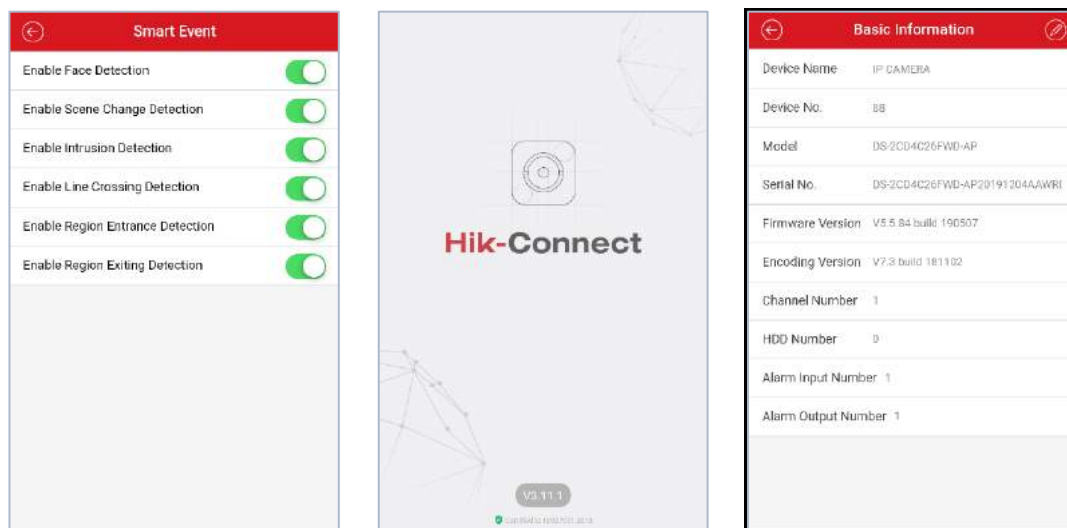 Smart Event
Enable Face Detection
Enable Scene Change Detection
Enable Intrusion Detection
Enable Line Crossing Detection
Enable Region Entrance Detection
Enable Region Exiting Detection
Hik-Connect
V3.11.1
Basic Information
Device Name IP CAMERA
Device No. 88
Model DS-2CD4C26FWD-AP
Serial No. DS-2CD4C26FWD-AP20191204AAWR
Firmware Version V5.5.84 build 190507
Encoding Version V7.3 build 181102
Channel Number 1
HDD Number 0
Alarm Input Number 1
Alarm Output Number 1